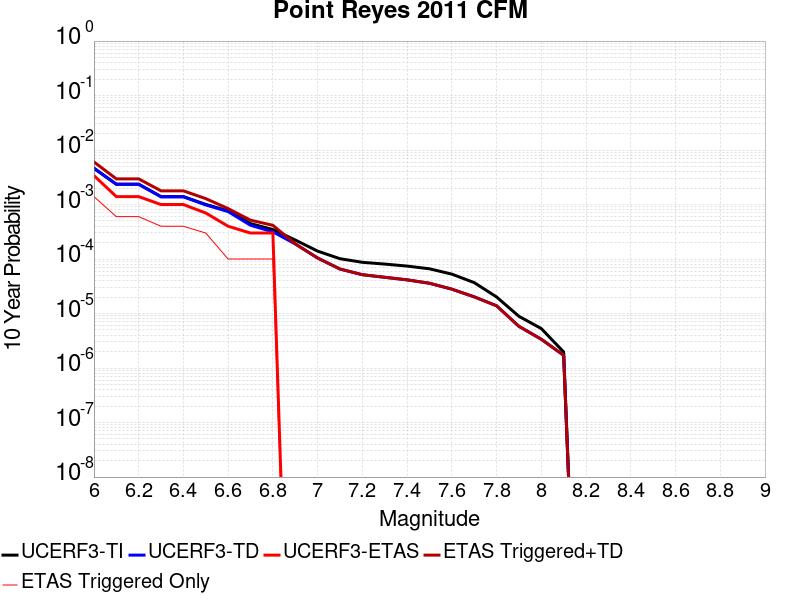 Point Reyes 2011 CFM
10 Year Probability
10^0
10^-1
10^-2
10^-3
10^-4
10^-5
10^-6
10^-7
10^-8
6 6.2 6.4 6.6 6.8 7 7.2 7.4 7.6 7.8 8 8.2 8.4 8.6 8.8 9
Magnitude
UCERF3-TI UCERF3-TD UCERF3-ETAS ETAS Triggered+TD
ETAS Triggered Only